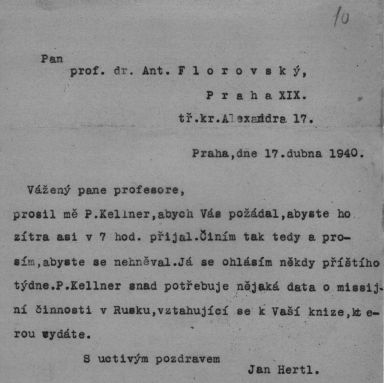 10
Pan
prof. dr. Ant. Florovský,
Praha XIX.
tř.kr.Alexandra 17.
Praha,dne 17.dubna 1940.
Vážený pane profesore,
prosil mě P.Kellner,abych Vás požádal,abyste ho
zítra asi v 7 hod. přijal.Činím tak tedy a pro-
sím,abyste se nehněval.Já se ohlásím někdy příštího
týdne.P.Kellner snad potřebuje nějaká data o missij-
ní činnosti v Rusku,vztahující se k Vaší knize,kte-
rou vydáte.
S uctivým pozdravem
Jan Hertl.